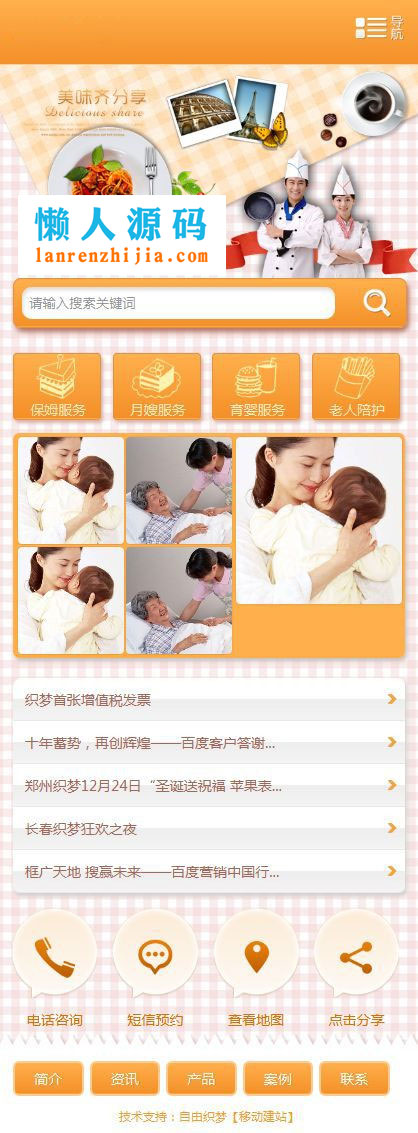 导航
美味齐分享
Delicious share
懒人源码
lanrenzhijia.com
请输入搜索关键词
保姆服务
月嫂服务
育婴服务
老人陪护
织梦首张增值税发票
十年蓄势，再创辉煌——百度客户答谢...
郑州织梦12月24日“圣诞送祝福 苹果表...
长春织梦狂欢之夜
框广天地 搜赢未来——百度营销中国行...
电话咨询
短信预约
查看地图
点击分享
简介
资讯
产品
案例
联系
技术支持：自由织梦【移动建站】